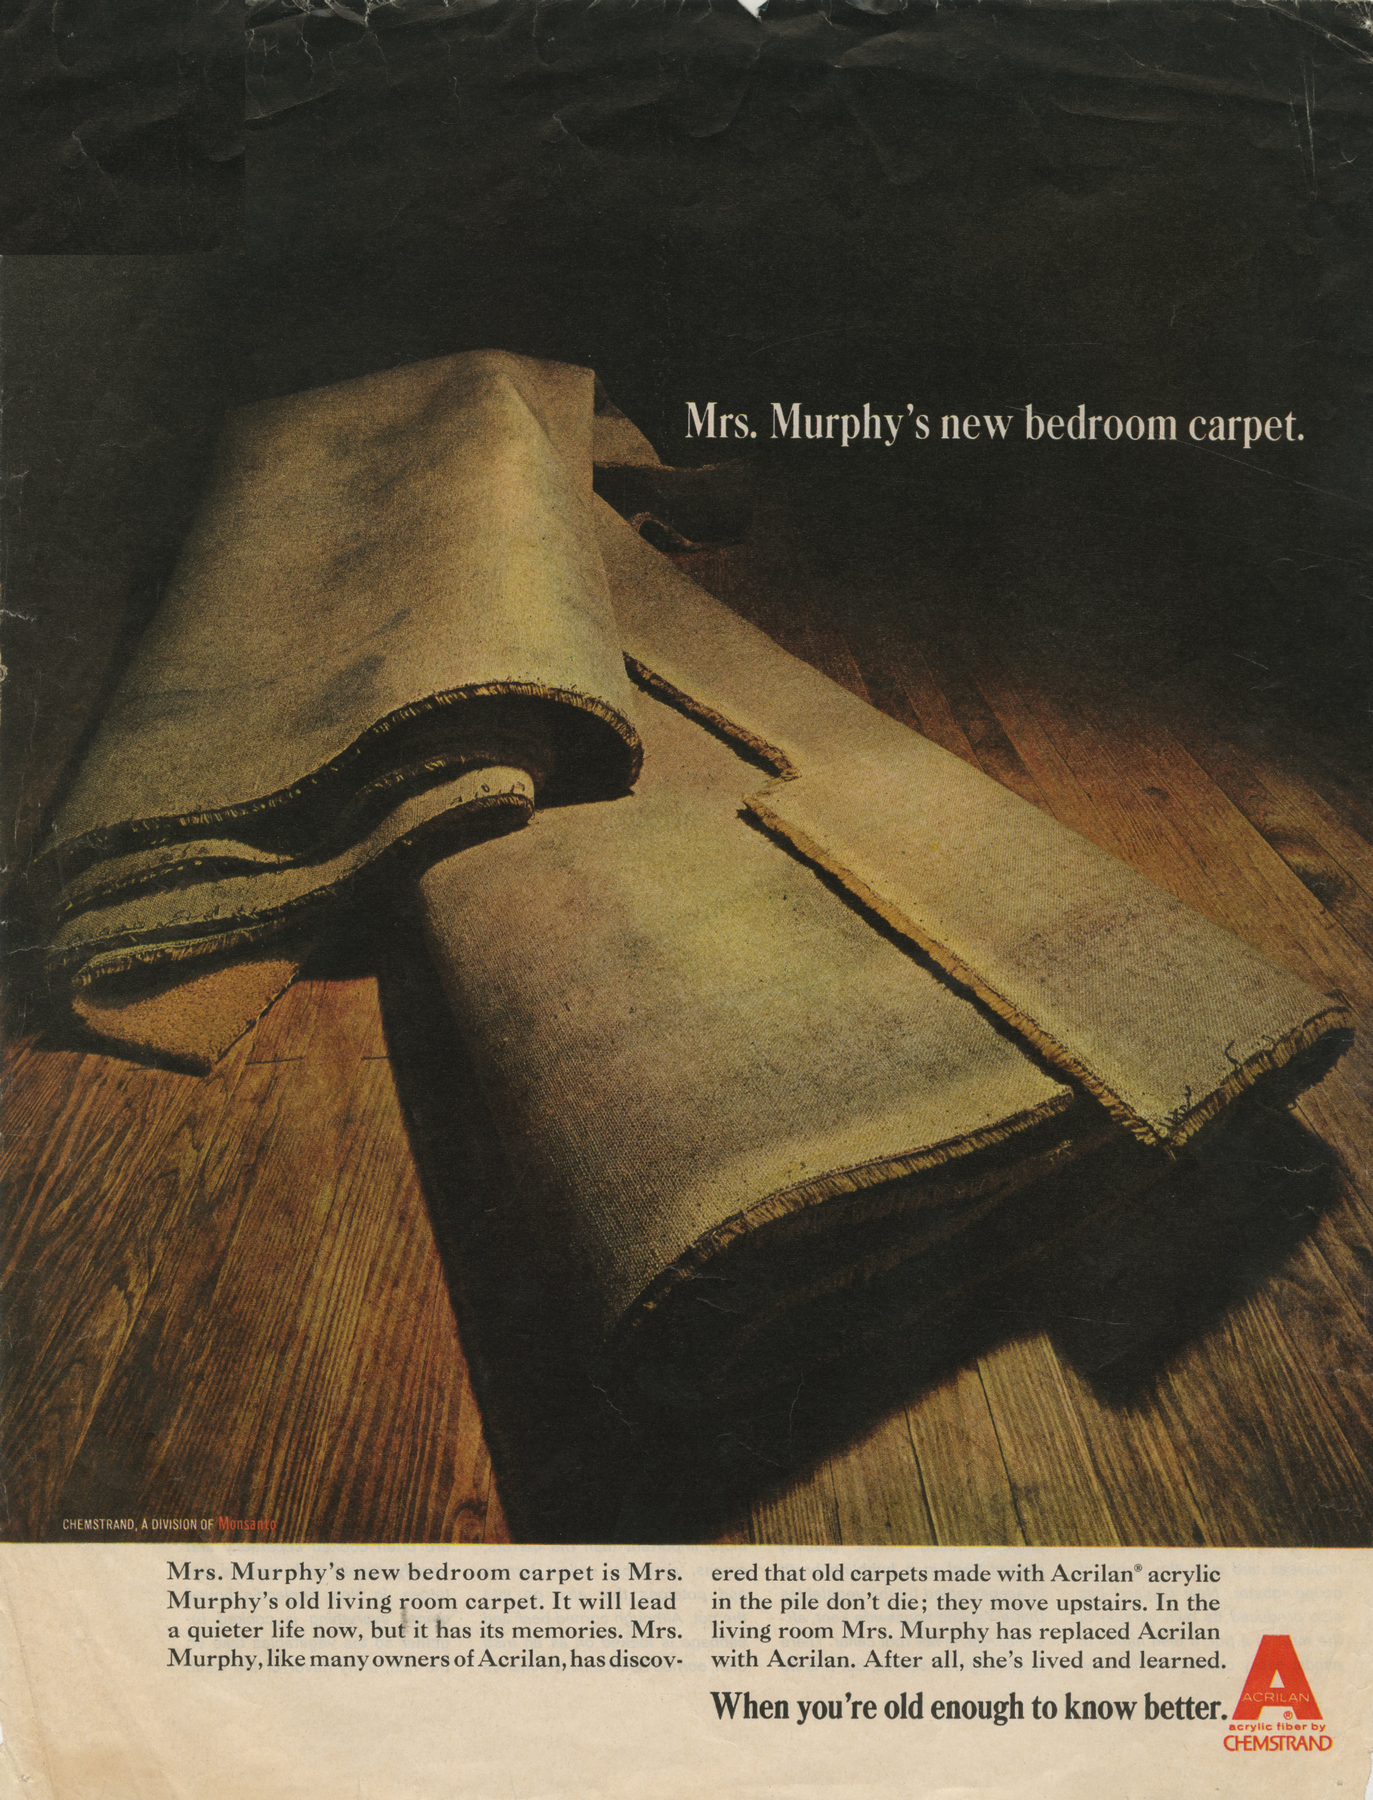 Mrs. Murphy's new bedroom carpet.
CHEMSTRAND, A DIVISION OF Monsanto
Mrs. Murphy's new bedroom carpet is Mrs.
Murphy's old living room carpet. It will lead
a quieter life now, but it has its memories. Mrs.
Murphy, like many owners of Acrilan, has discov-
ered that old carpets made with Acrilan® acrylic
in the pile don't die; they move upstairs. In the
living room Mrs. Murphy has replaced Acrilan
with Acrilan. After all, she's lived and learned.
When you're old enough to know better.
A
ACRILAN
®
acrylic fiber by
CHEMSTRAND